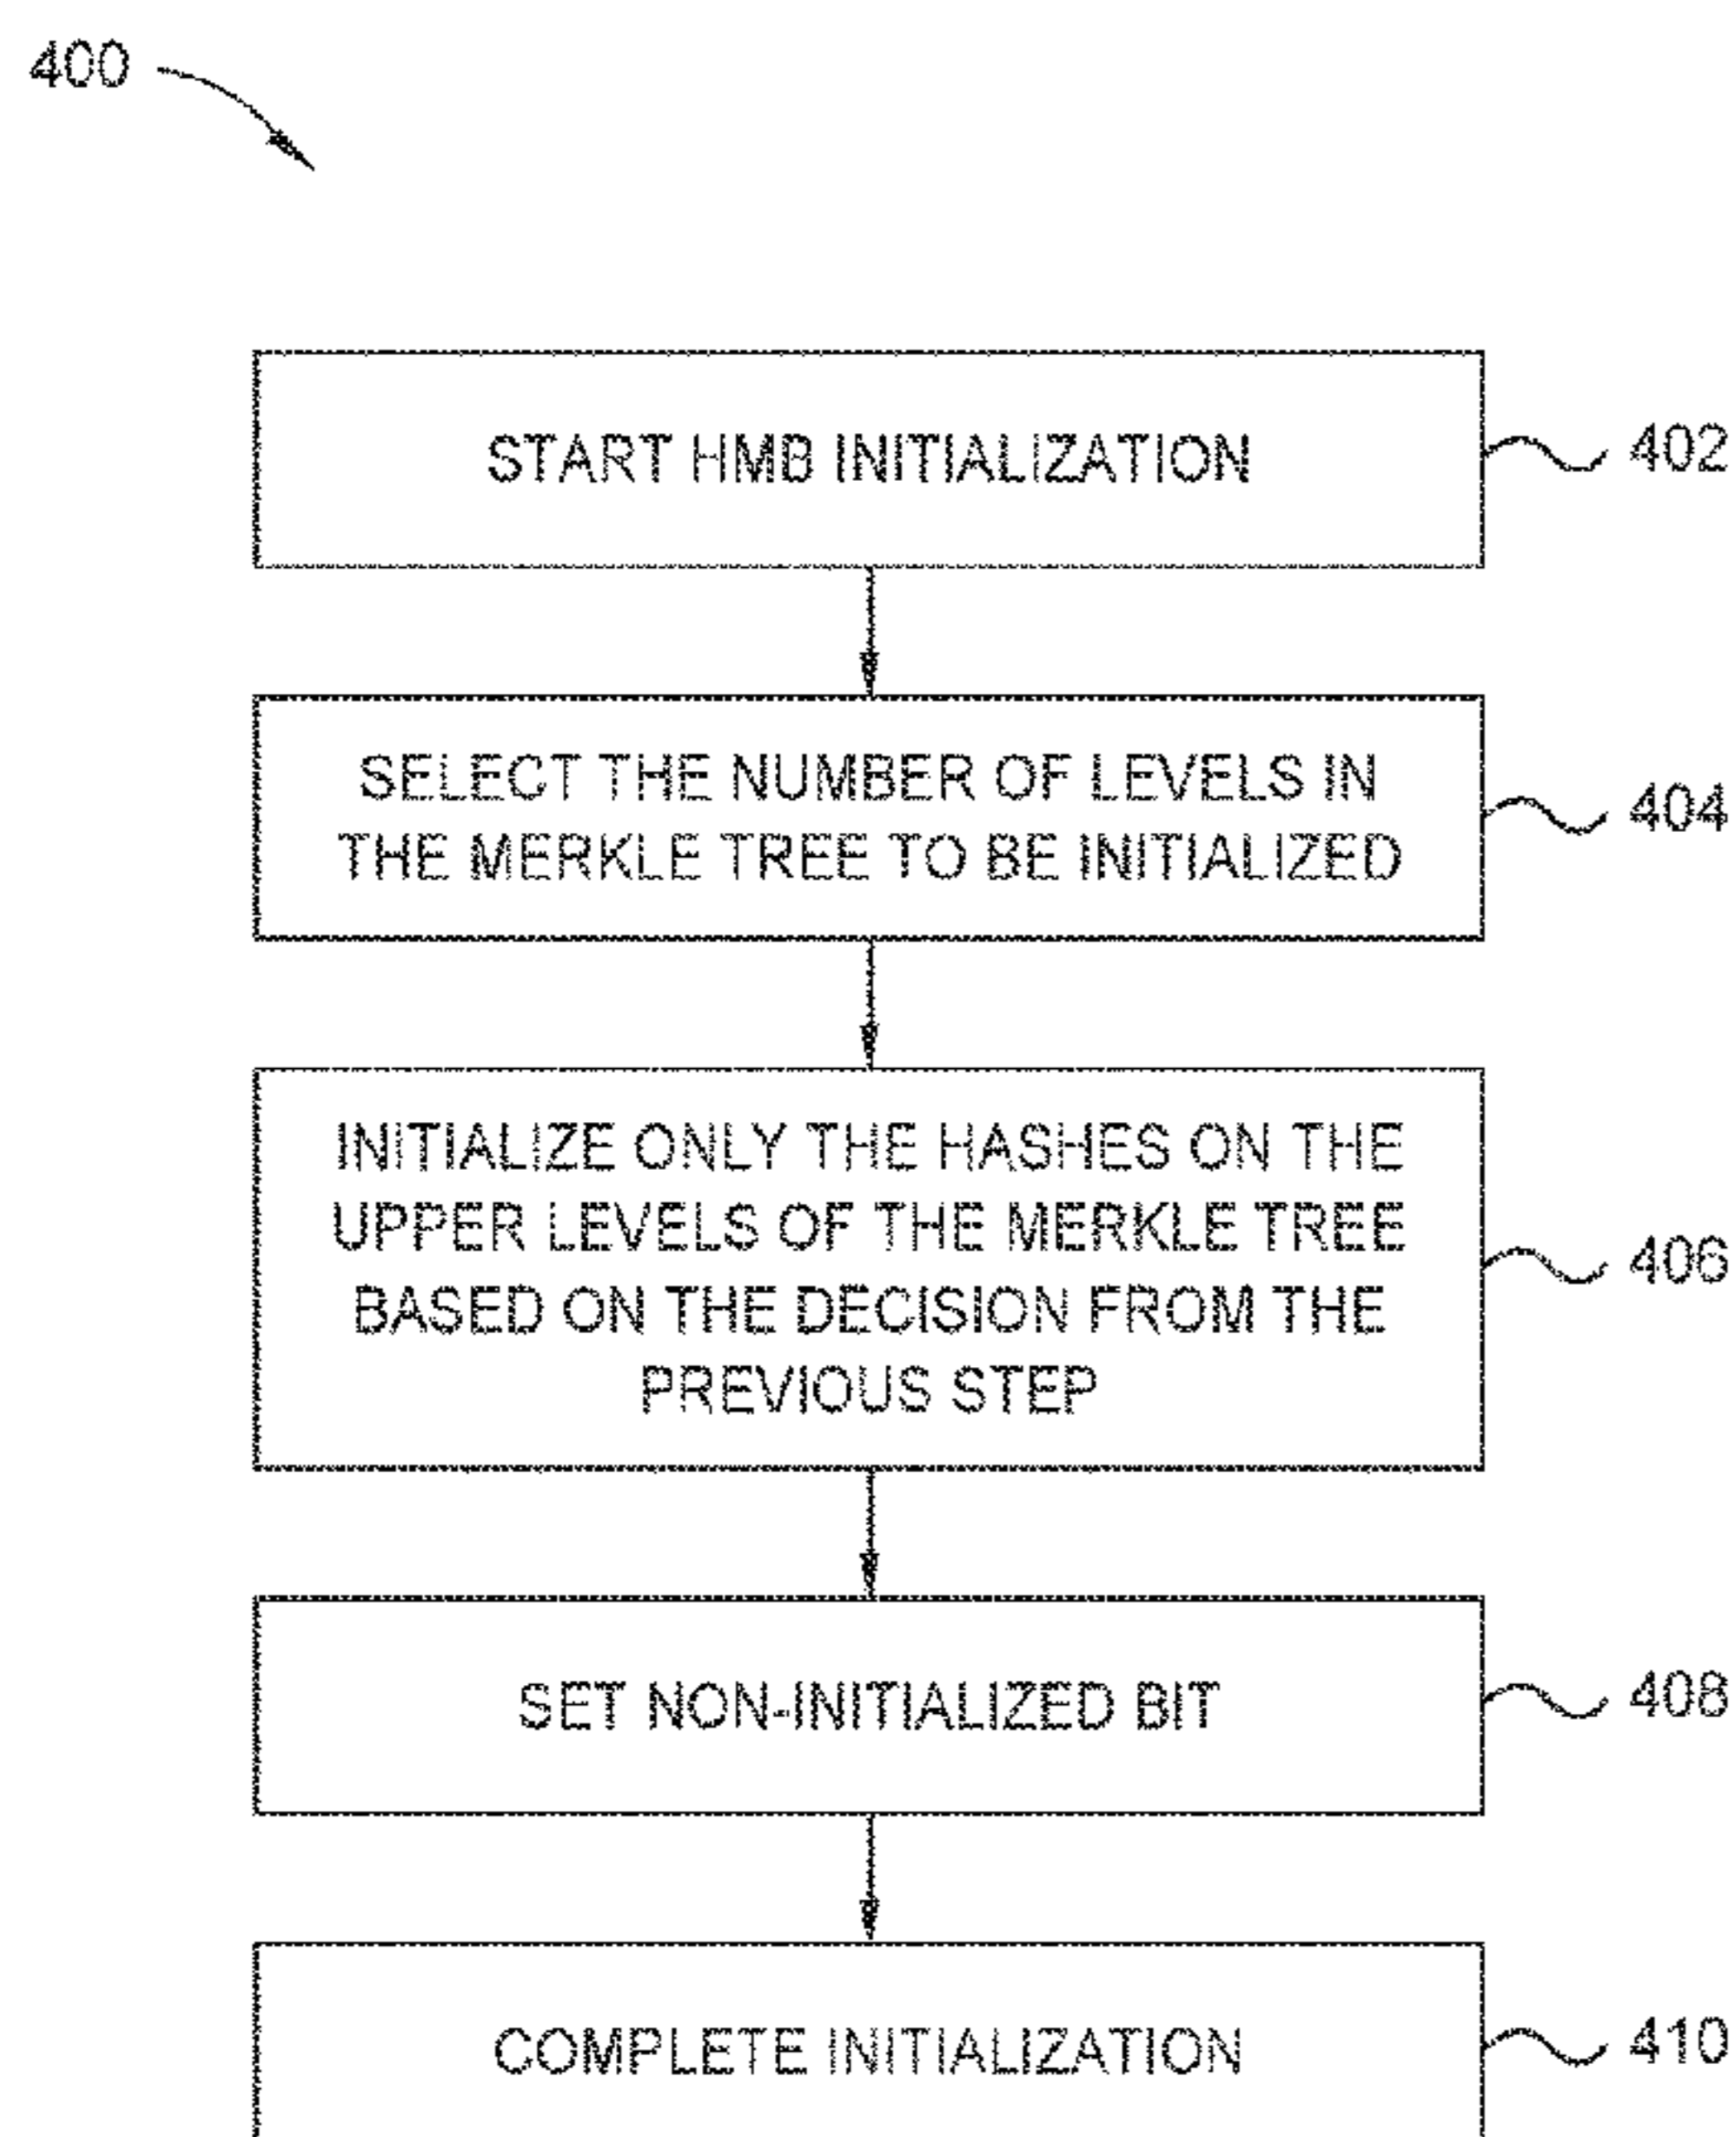 400
START HMB INITIALIZATION
402
SELECT THE NUMBER OF LEVELS IN
THE MERKLE TREE TO BE INITIALIZED
404
INITIALIZE ONLY THE HASHES ON THE
UPPER LEVELS OF THE MERKLE TREE
BASED ON THE DECISION FROM THE
PREVIOUS STEP
406
SET NON-INITIALIZED BIT
408
COMPLETE INITIALIZATION
410